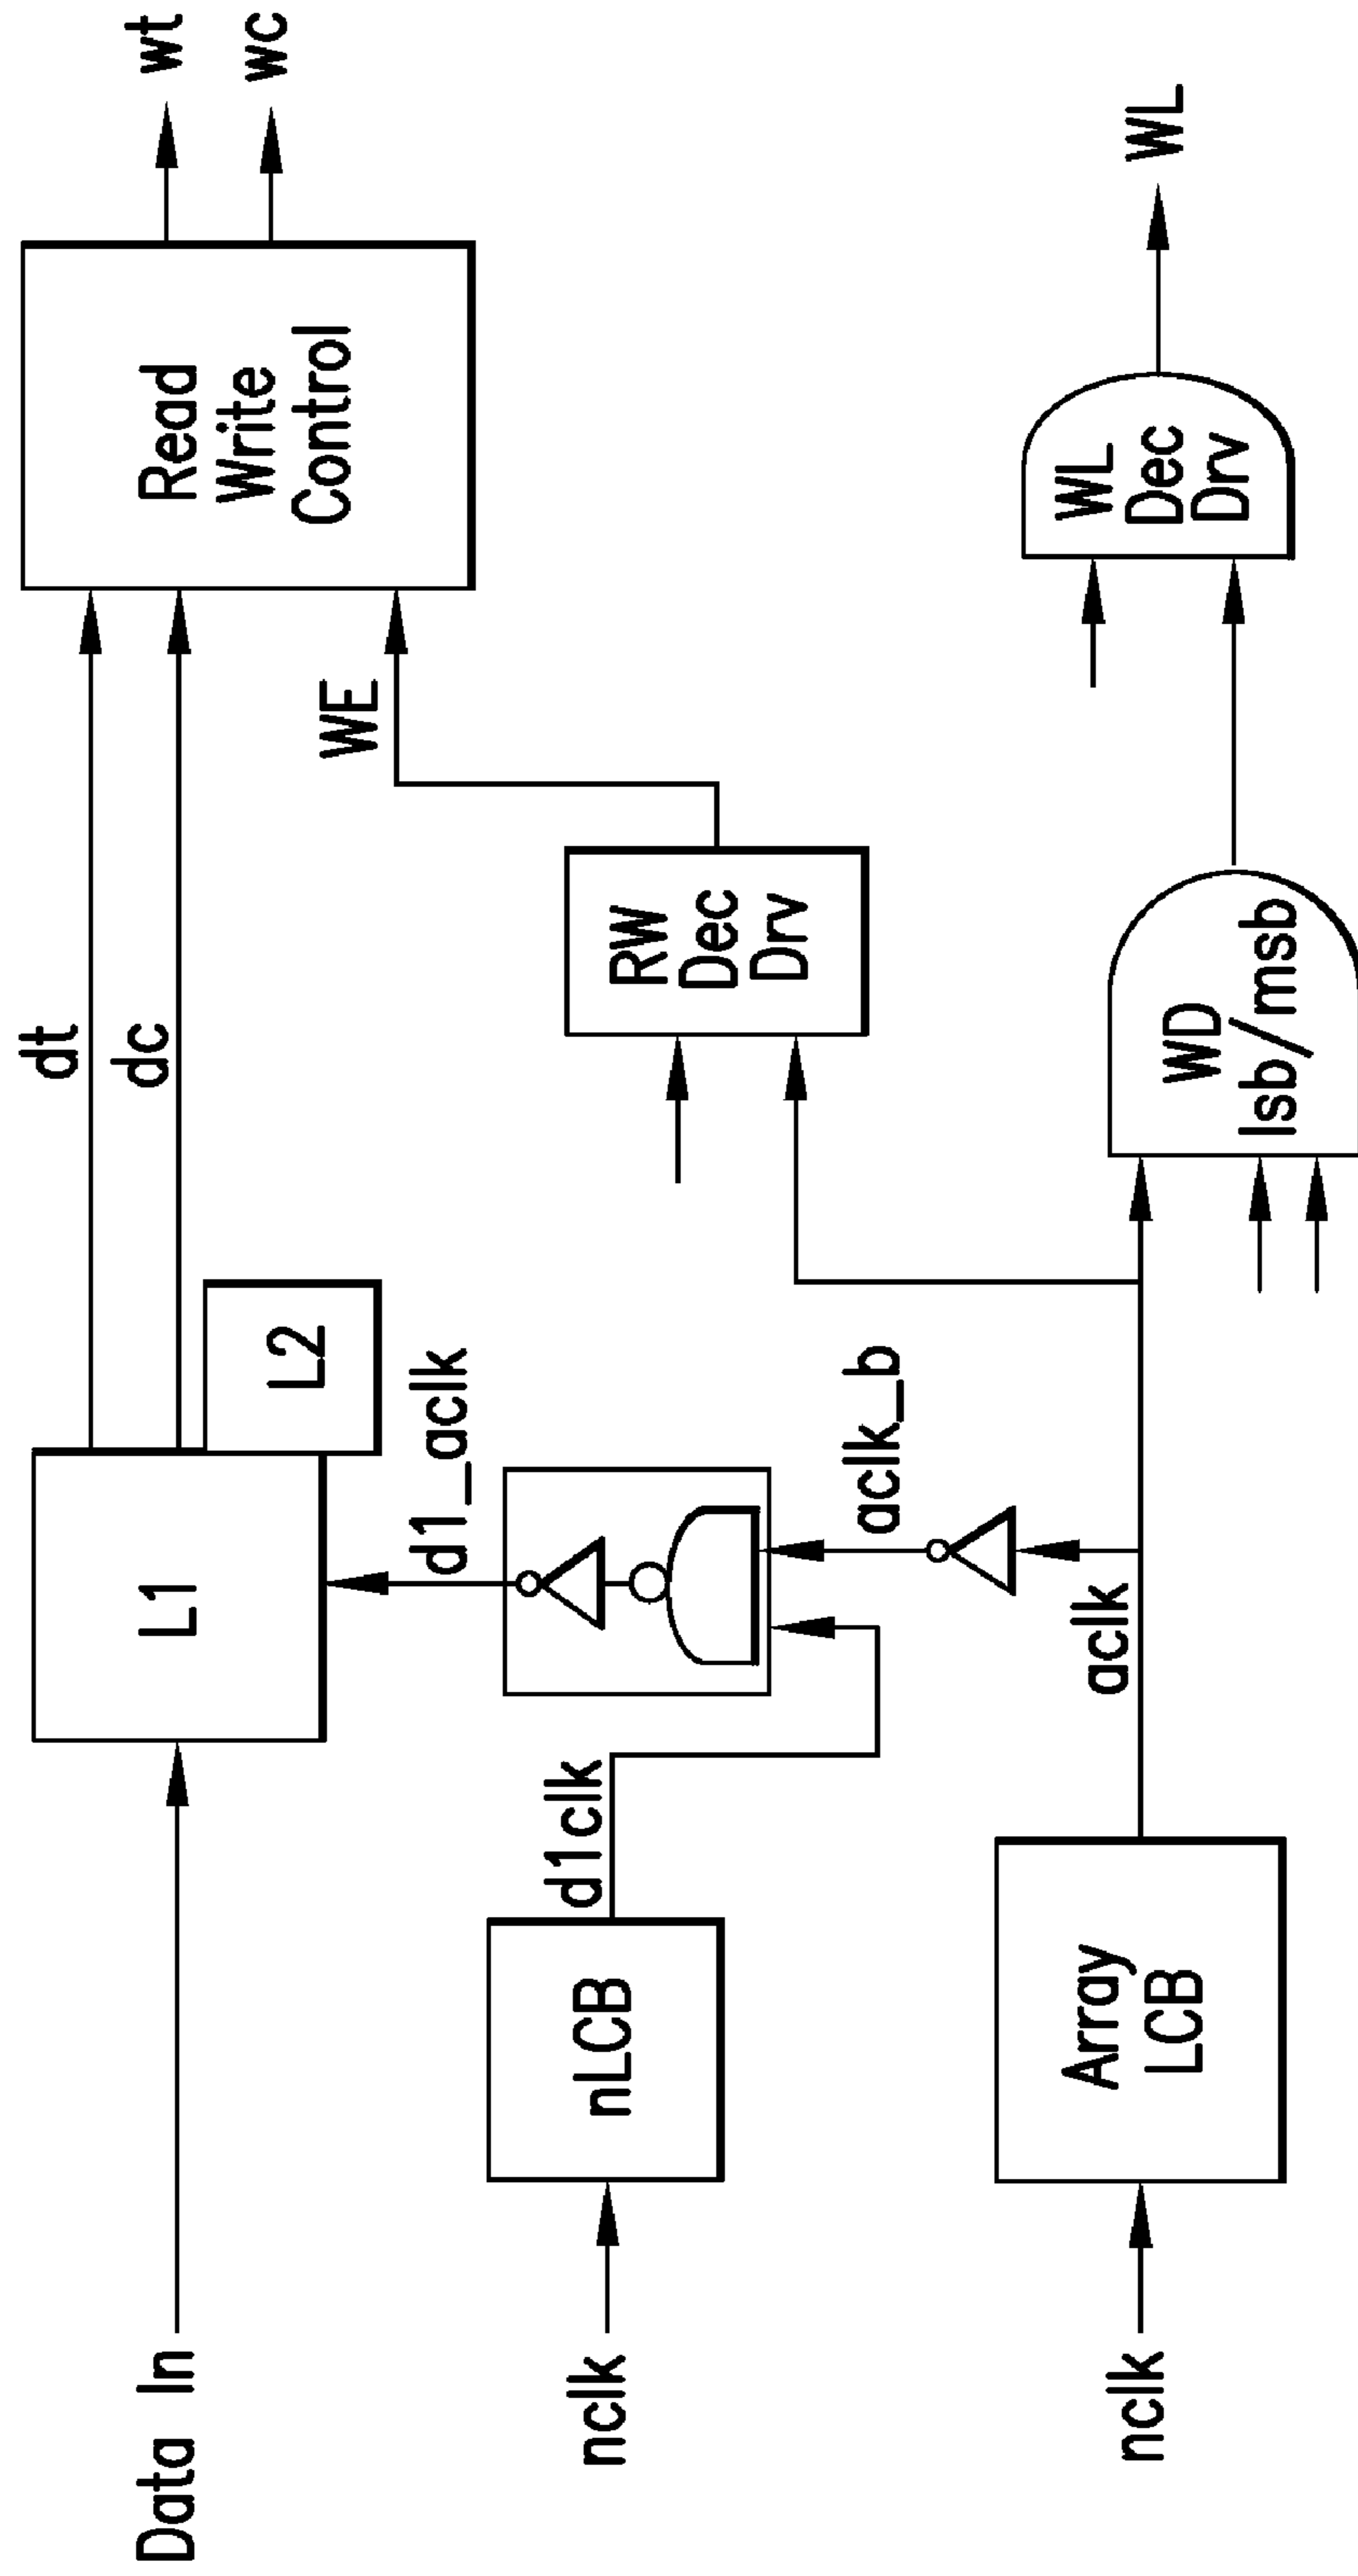 Data In
L1
L2
dt
dc
Read
Write
Control
wt
wc
WE
nclk
nLCB
d1clk
d1_aclk
RW
Dec
Drv
aclk_b
nclk
Array
LCB
aclk
WD
lsb/msb
WL
Dec
Drv
WL